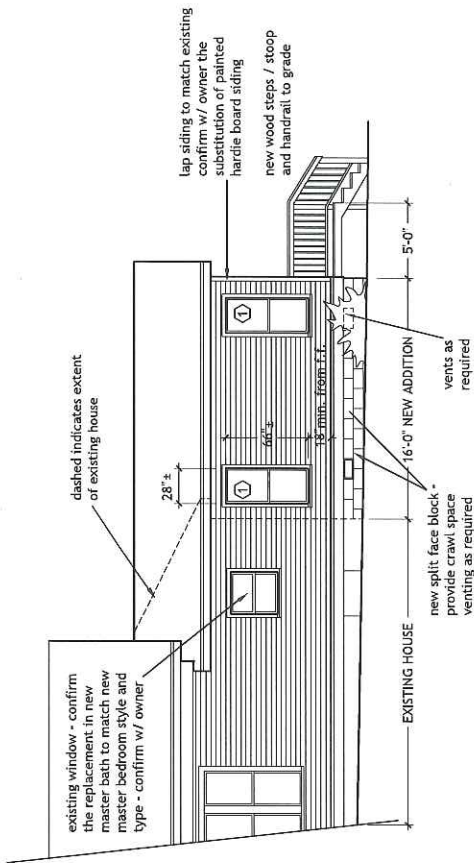 existing window - confirm
the replacement in new
master bath to match new
master bedroom style and
type - confirm w/ owner
dashed indicates extent
of existing house
lap siding to match existing
confirm w/ owner the
substitution of painted
hardie board siding
new wood steps / stoop
and handrail to grade
28"±
1
66"±
1
18"min. from f.f.
EXISTING HOUSE
16'-0" NEW ADDITION
5'-0"
new split face block -
provide crawl space
venting as required
vents as
required